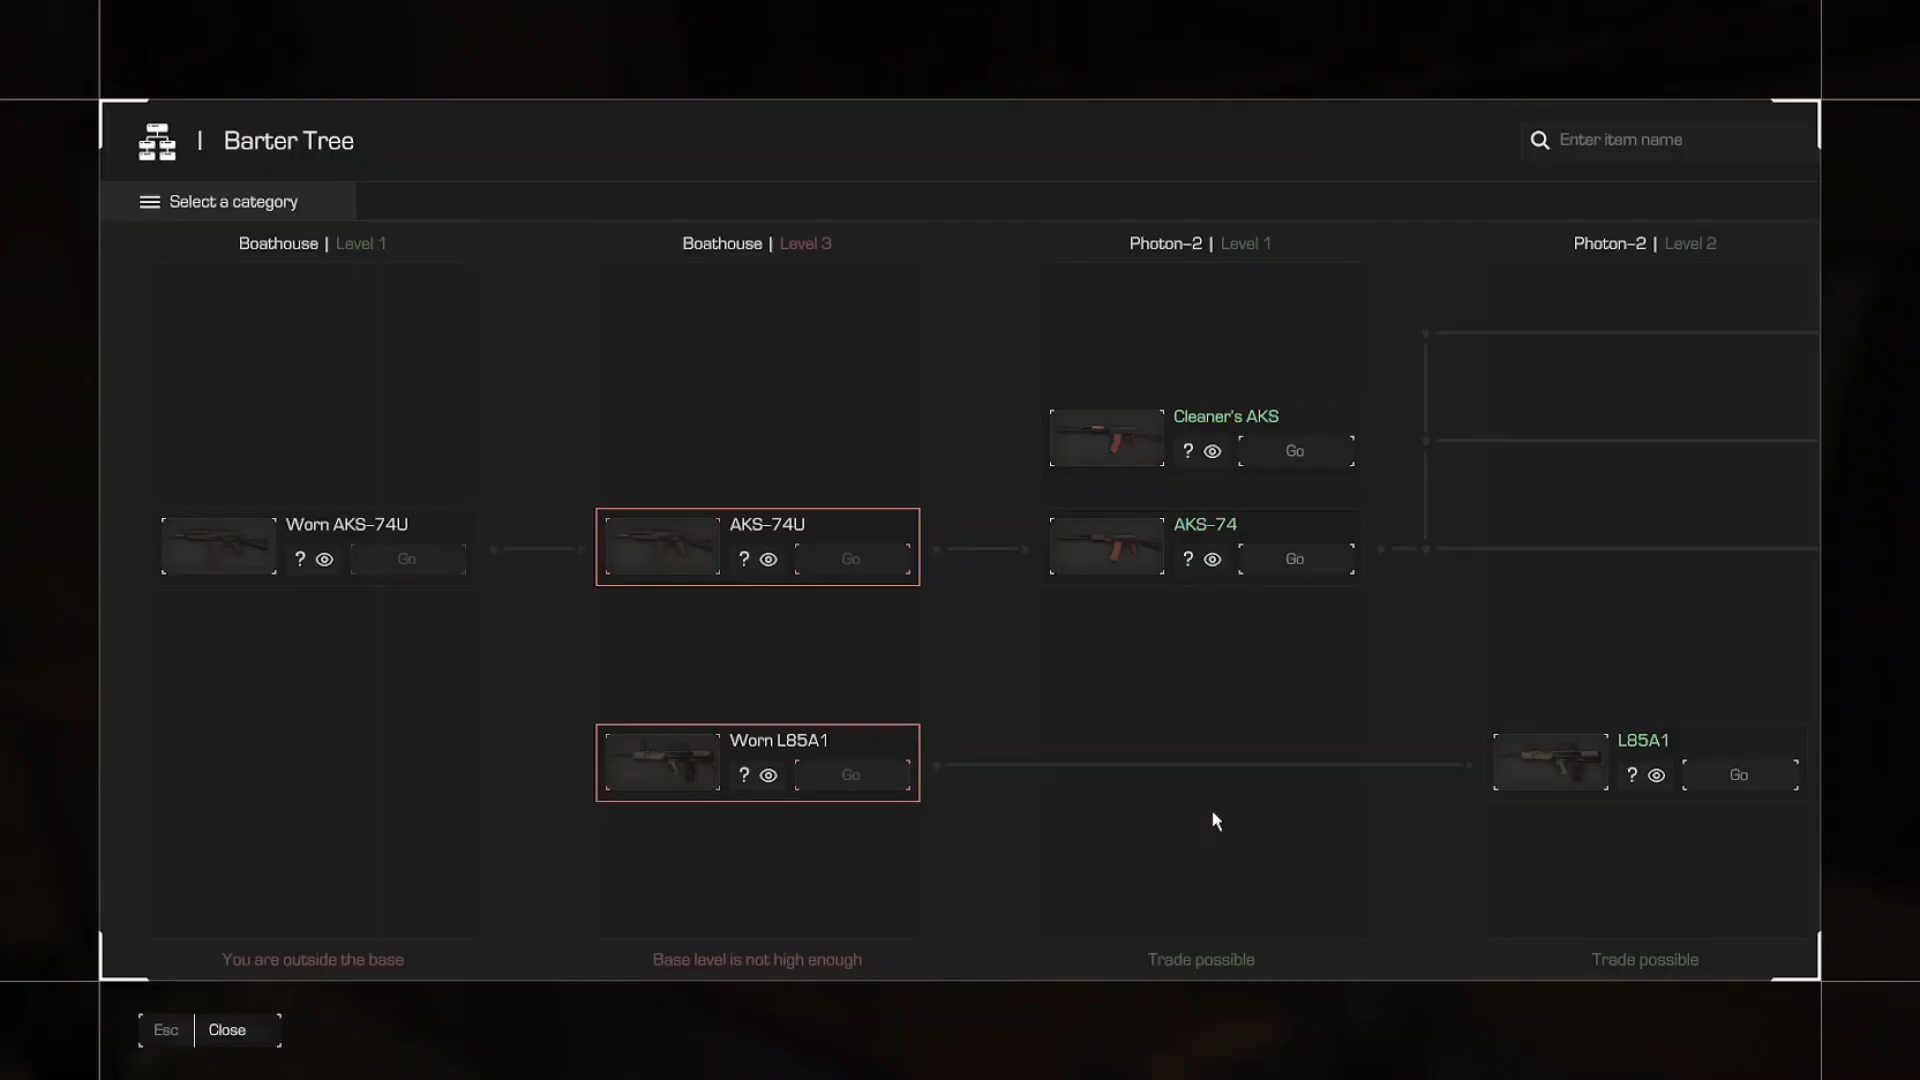 | Barter Tree
Enter item name
Select a category
Boathouse | Level 1
Boathouse | Level 3
Photon-2 | Level 1
Photon-2 | Level 2
Cleaner's AKS
? Go
Worn AKS-74U
? Go
AKS-74U
? Go
AKS-74
? Go
Worn L85A1
? Go
L85A1
? Go
You are outside the base
Base level is not high enough
Trade possible
Trade possible
Esc Close